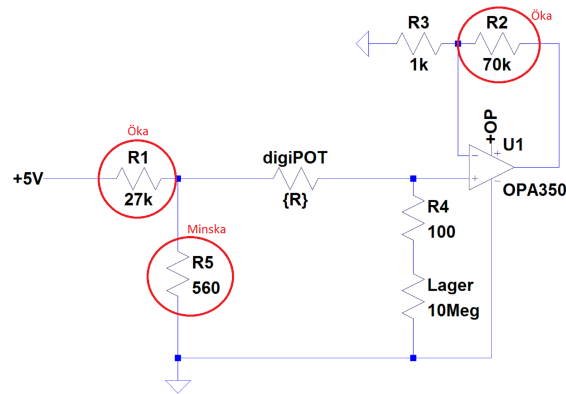 R3
1k
Öka
R2
70k
+OP
U1
OPA350
Öka
R1
27k
+5V
digiPOT
{R}
Minska
R5
560
R4
100
Lager
10Meg